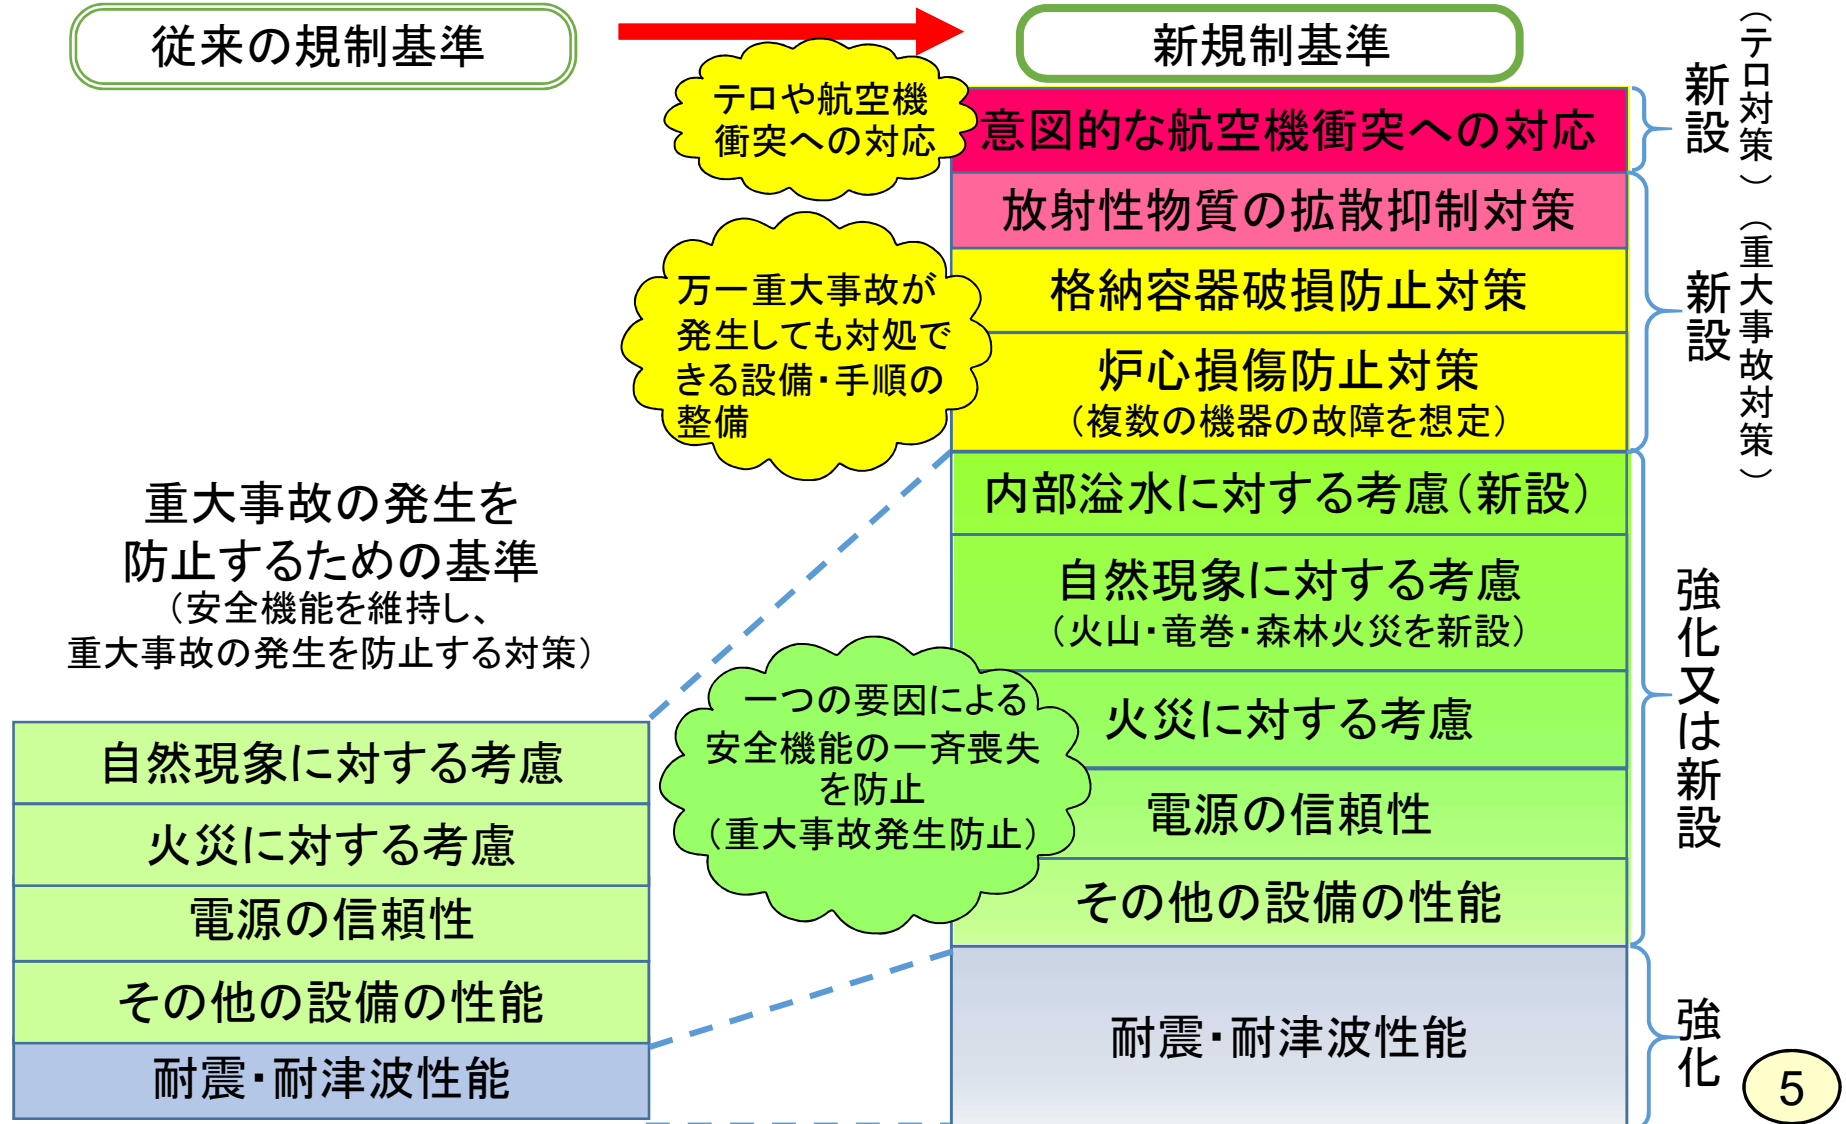 従来の規制基準
新規制基準
テロや航空機
衝突への対応
意図的な航空機衝突への対応
放射性物質の拡散抑制対策
格納容器破損防止対策
炉心損傷防止対策
（複数の機器の故障を想定）
万一重大事故が
発生しても対処で
きる設備・手順の
整備
内部溢水に対する考慮（新設）
自然現象に対する考慮
（火山・竜巻・森林火災を新設）
火災に対する考慮
電源の信頼性
その他の設備の性能
耐震・耐津波性能
一つの要因による
安全機能の一斉喪失
を防止
（重大事故発生防止）
重大事故の発生を
防止するための基準
（安全機能を維持し、
重大事故の発生を防止する対策）
自然現象に対する考慮
火災に対する考慮
電源の信頼性
その他の設備の性能
耐震・耐津波性能
新設
（テロ対策）
新設
（重大事故対策）
強化又は新設
強化
5